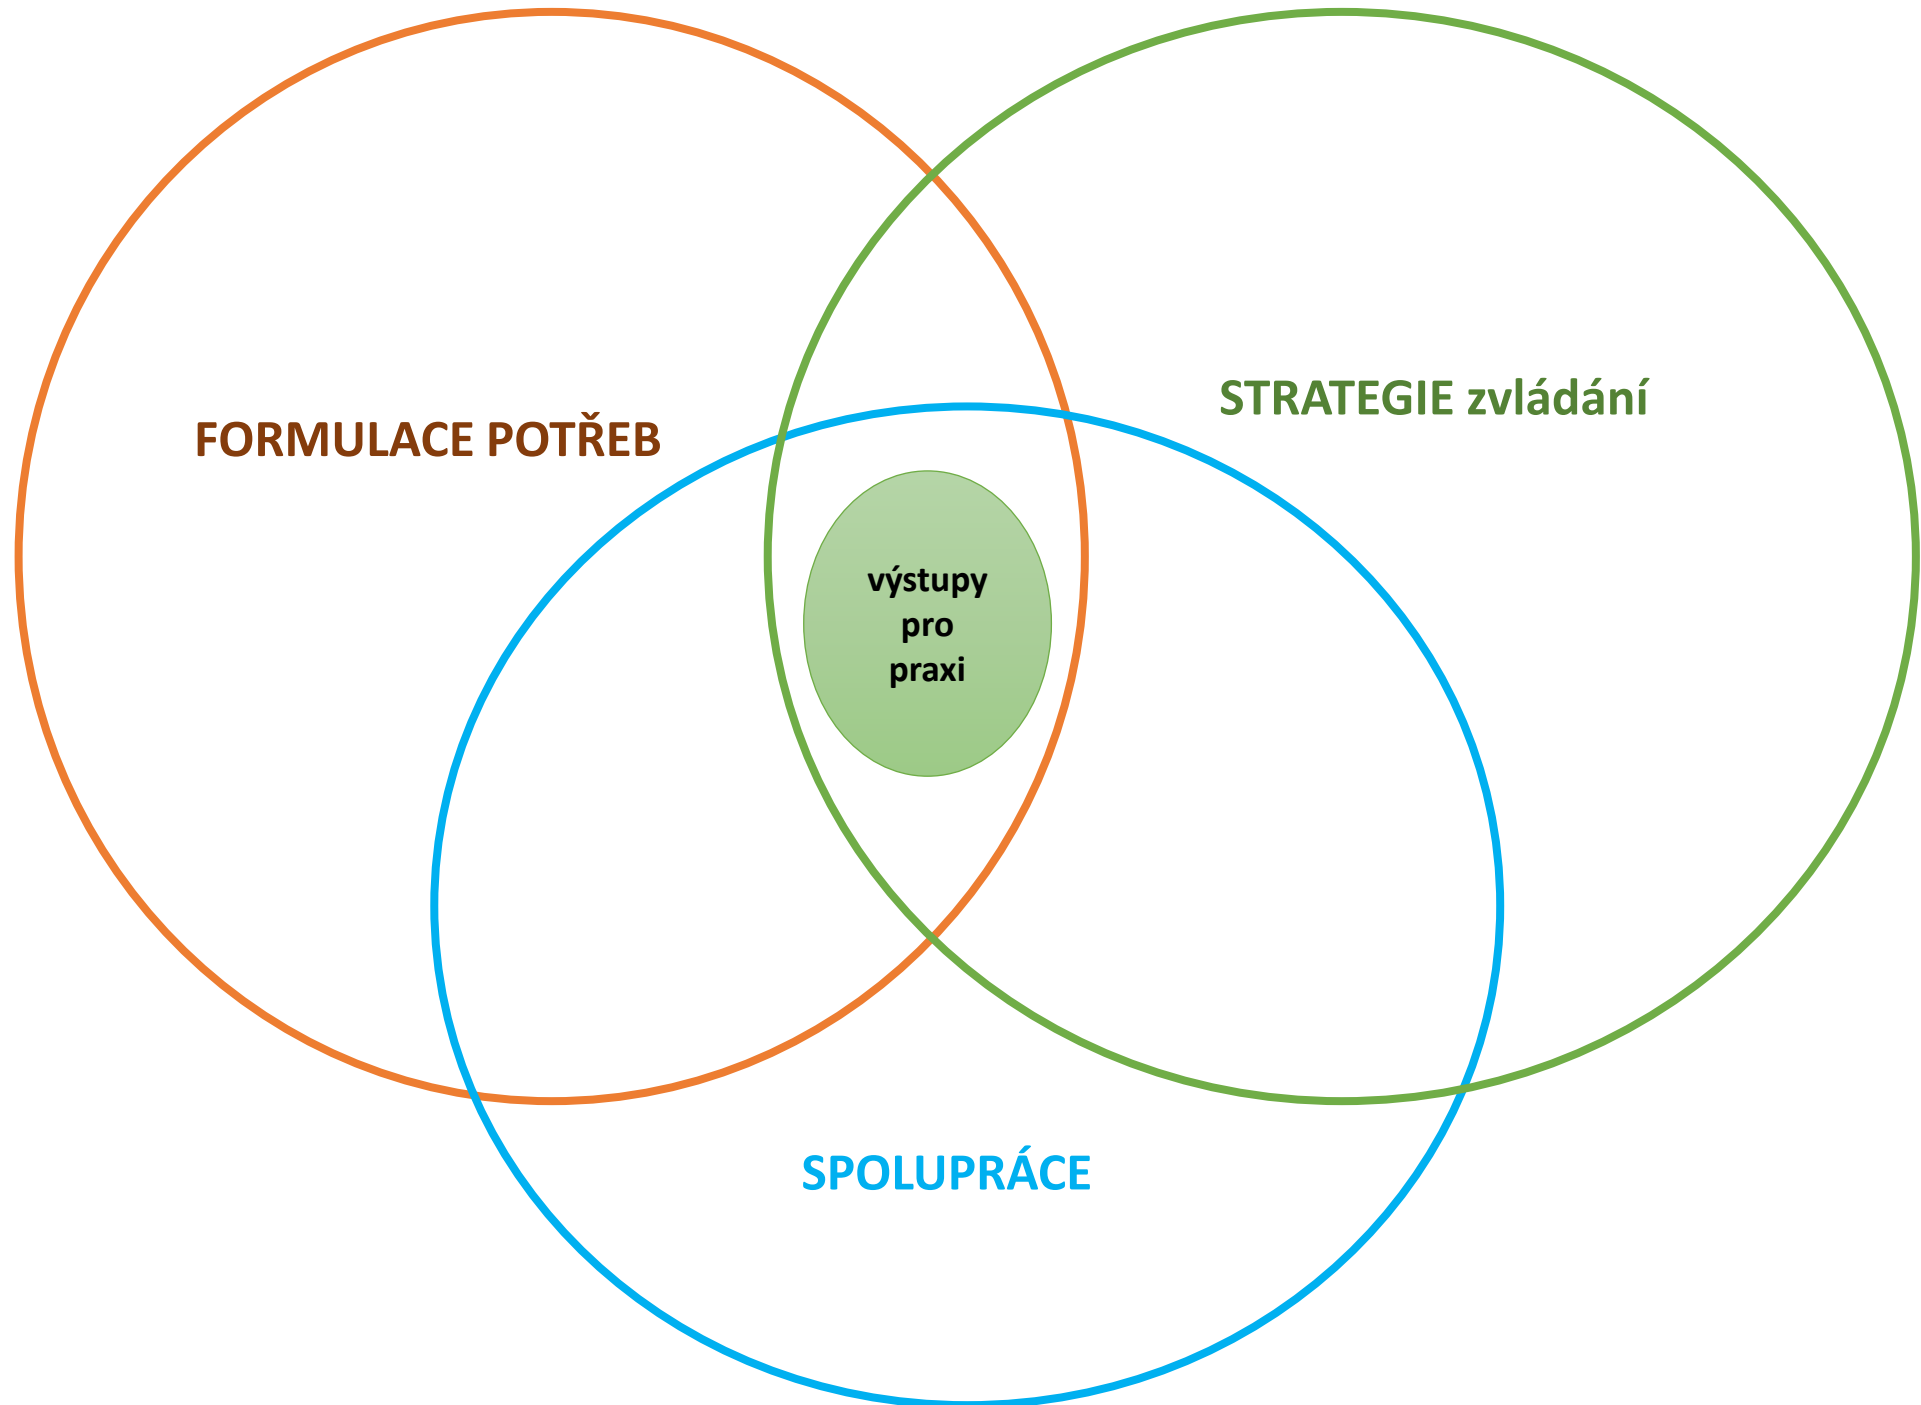 STRATEGIE zvládání
FORMULACE POTŘEB
výstupy
pro
praxi
SPOLUPRÁCE